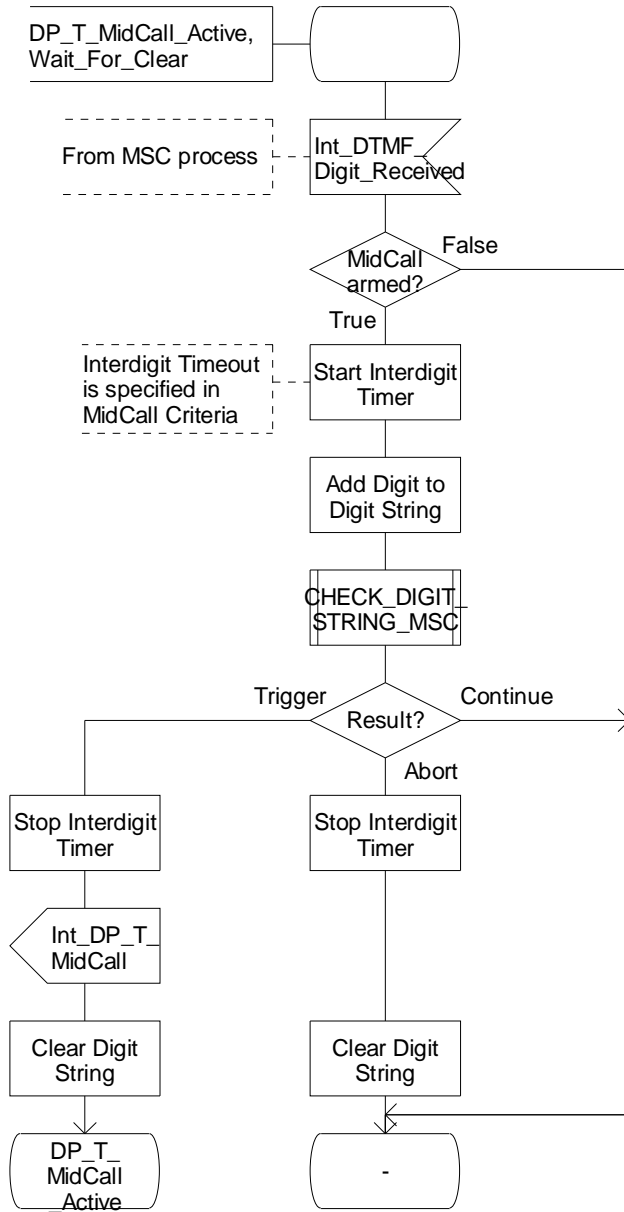 DP_T_MidCall_Active,
Wait_For_Clear
From MSC process
Int_DTMF_
Digit_Received
False
MidCall
armed?
True
Interdigit Timeout
is specified in
MidCall Criteria
Start Interdigit
Timer
Add Digit to
Digit String
CHECK_DIGIT_
STRING_MSC
Trigger
Result?
Continue
Abort
Stop Interdigit
Timer
Stop Interdigit
Timer
Int_DP_T_
MidCall
Clear Digit
String
Clear Digit
String
DP_T_
MidCall
_Active
-